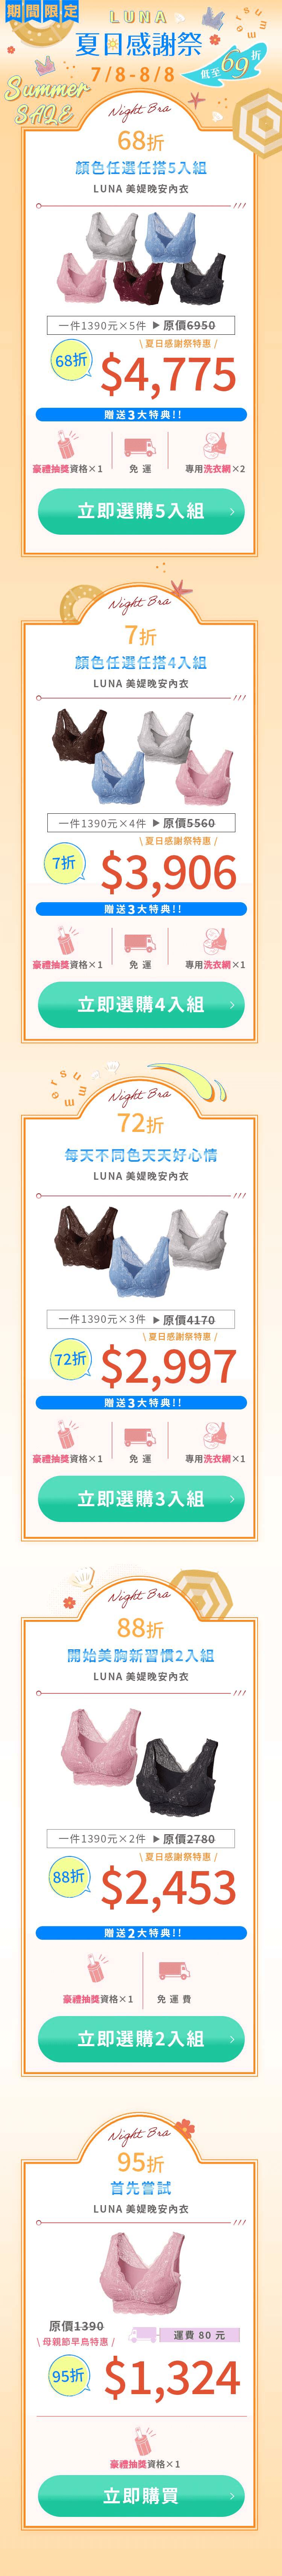 期間限定
LUNA
夏日感謝祭
summer
7/8-8/8
低至69折
Summer
SALE
Night Bra
68折
顏色任選任搭5入組
LUNA 美媞晚安內衣
一件1390元×5件 ▶原價6950
\ 夏日感謝祭特惠 /
68折
$4,775
贈送3大特典!!
豪禮抽獎資格×1
免 運
專用洗衣網×2
立即選購5入組
Night Bra
7折
顏色任選任搭4入組
LUNA 美媞晚安內衣
一件1390元×4件 ▶原價5560
\ 夏日感謝祭特惠 /
7折
$3,906
贈送3大特典!!
豪禮抽獎資格×1
免 運
專用洗衣網×1
立即選購4入組
summer
Night Bra
72折
每天不同色天天好心情
LUNA 美媞晚安內衣
一件1390元×3件 ▶原價4170
\ 夏日感謝祭特惠 /
72折
$2,997
贈送3大特典!!
豪禮抽獎資格×1
免 運
專用洗衣網×1
立即選購3入組
Night Bra
88折
開始美胸新習慣2入組
LUNA 美媞晚安內衣
一件1390元×2件 ▶原價2780
\ 夏日感謝祭特惠 /
88折
$2,453
贈送2大特典!!
豪禮抽獎資格×1
免 運 費
立即選購2入組
Night Bra
95折
首先嘗試
LUNA 美媞晚安內衣
原價1390
\ 母親節早鳥特惠 /
運費 80 元
95折
$1,324
豪禮抽獎資格×1
立即購買